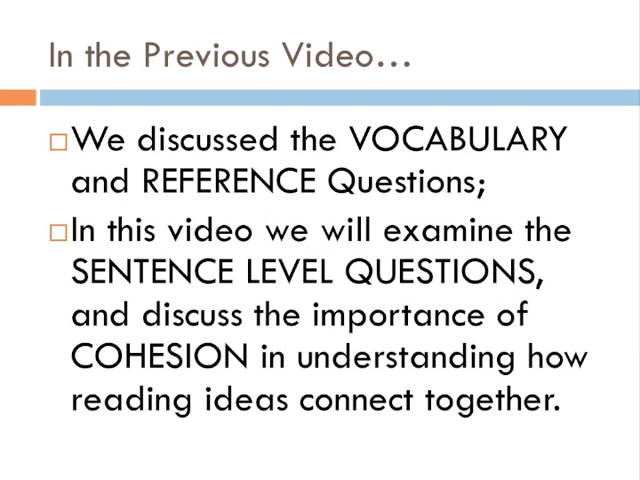 In the Previous Video…
We discussed the VOCABULARY
and REFERENCE Questions;
In this video we will examine the
SENTENCE LEVEL QUESTIONS,
and discuss the importance of
COHESION in understanding how
reading ideas connect together.